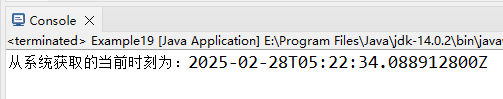 Console
<terminated> Example19 [Java Application] E:\Program Files\Java\jdk-14.0.2\bin\java
从系统获取的当前时刻为：2025-02-28T05:22:34.088912800Z